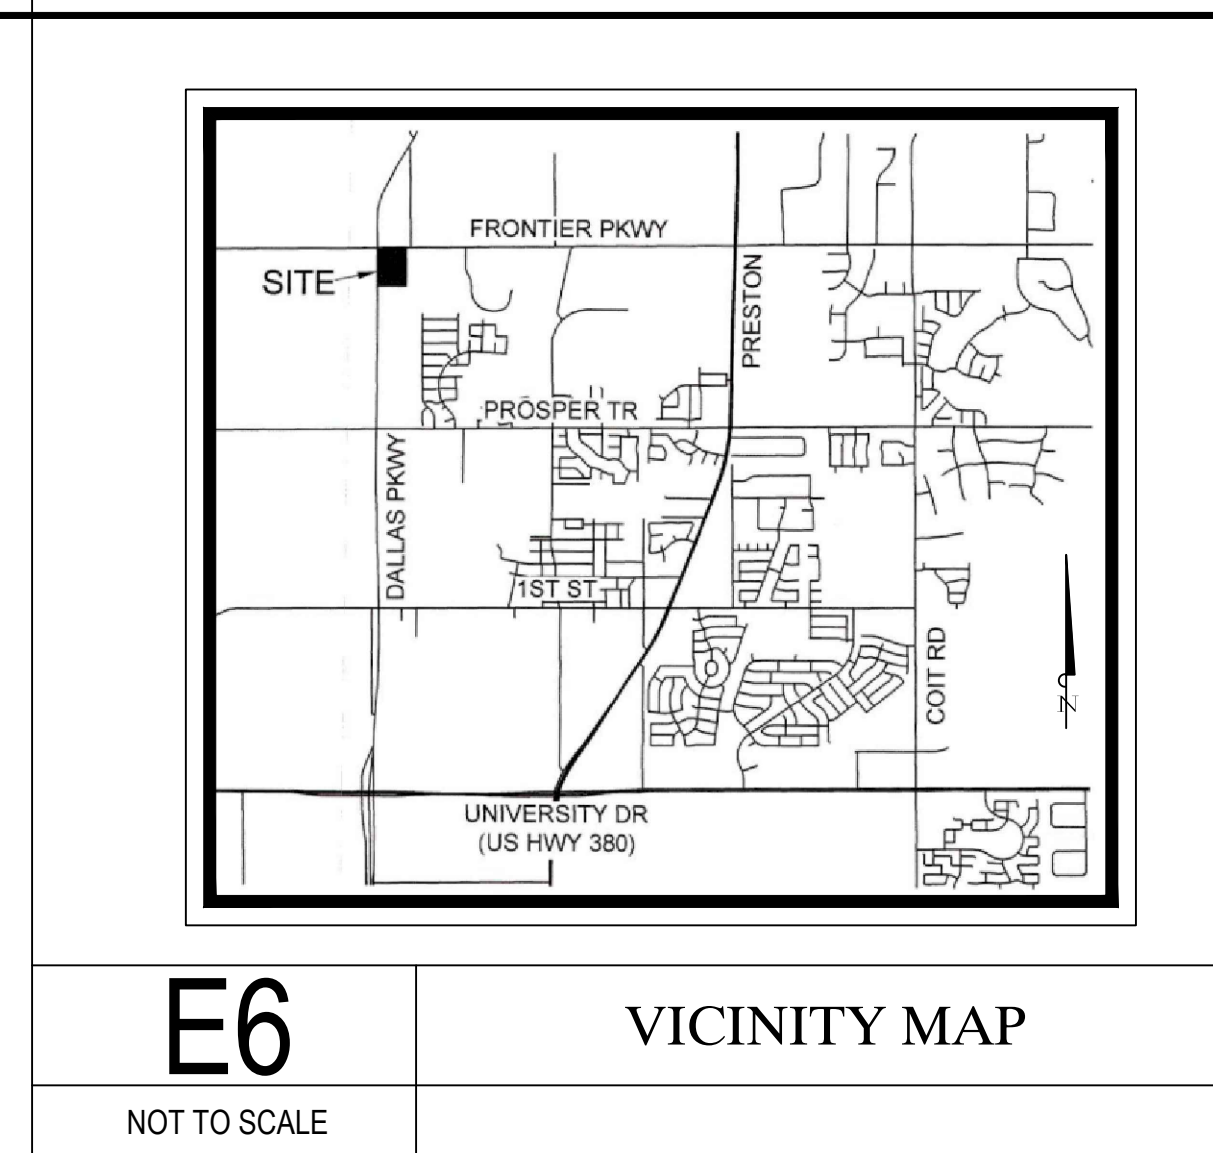 FRONTIER PKWY
SITE
PRESTON
PROSPER TR
DALLAS PKWY
1ST ST
COIT RD
N
UNIVERSITY DR
(US HWY 380)
E6
VICINITY MAP
NOT TO SCALE